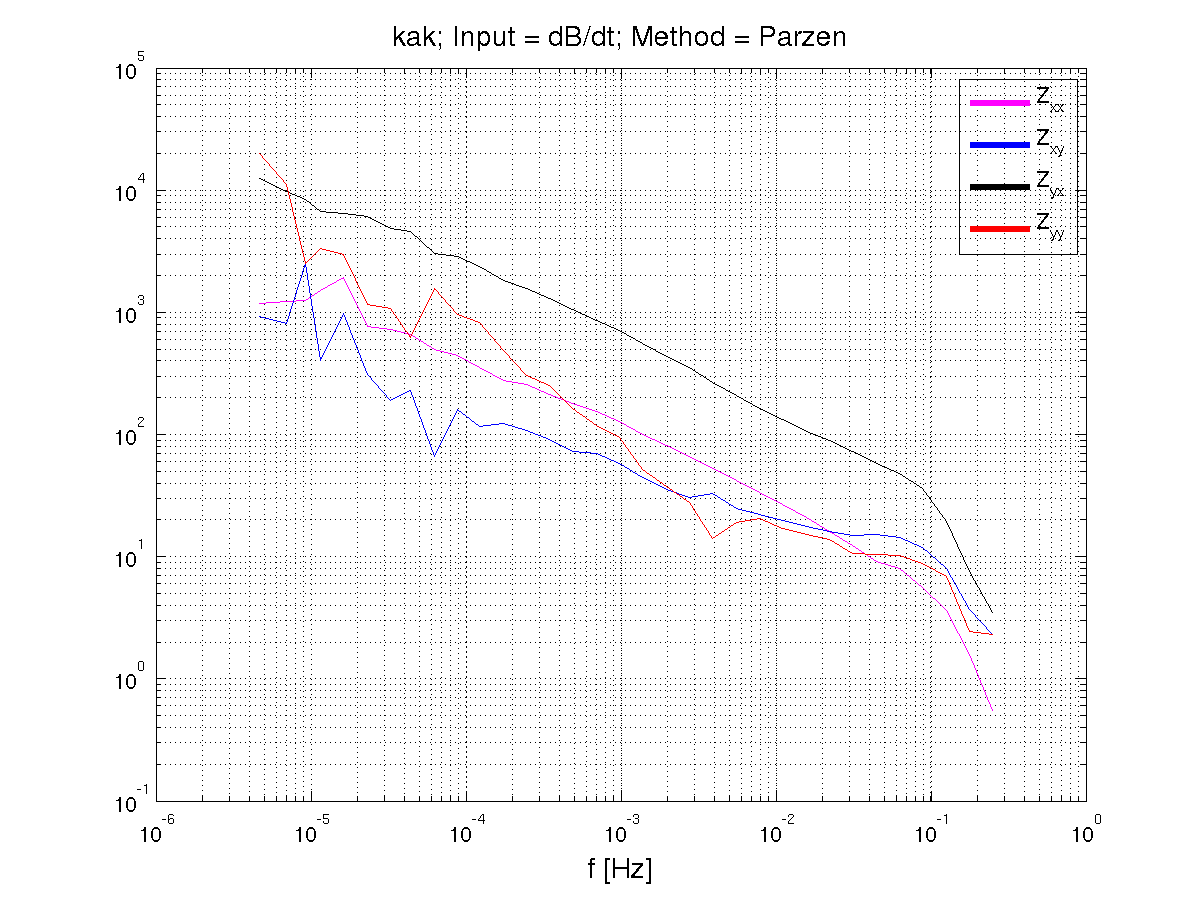 kak; Input = dB/dt; Method = Parzen
10^5
10^4
10^3
10^2
10^1
10^0
10^-1
Z_xx
Z_xy
Z_yx
Z_yy
10^-6 10^-5 10^-4 10^-3 10^-2 10^-1 10^0
f [Hz]